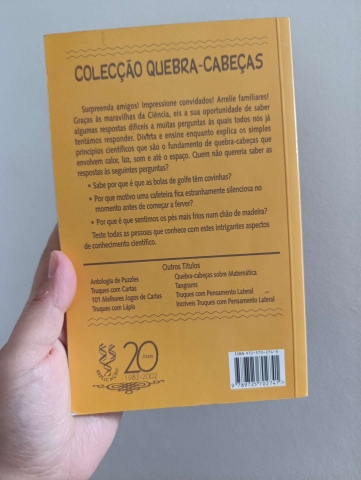 COLECÇÃO QUEBRA-CABEÇAS
Surpreenda amigos! Impressione convidados! Arrelie familiares!
Graças às maravilhas da Ciência, eis a sua oportunidade de saber
algumas respostas difíceis a muitas perguntas às quais todos nós já
tentámos responder. Divirta e ensine enquanto explica os simples
princípios científicos que são o fundamento de quebra-cabeças que
envolvem calor, luz, som e até o espaço. Quem não quereria saber as
respostas às seguintes perguntas?
• Sabe por que é que as bolas de golfe têm covinhas?
• Por que motivo uma cafeteira fica estranhamente silenciosa no
momento antes de começar a ferver?
• Por que é que sentimos os pés mais frios num chão de madeira?
Teste todas as pessoas que conhece com estes intrigantes aspectos
de conhecimento científico.
Outros Títulos
Antologia de Puzzles
Truques com Cartas
101 Melhores Jogos de Cartas
Truques com Lápis
Quebra-cabeças sobre Matemática
Tangrams
Truques com Pensamento Lateral
Incríveis Truques com Pensamento Lateral
20 Anos
1982-2002